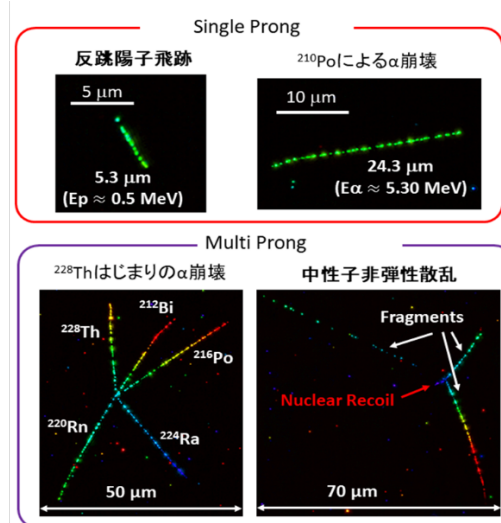 Single Prong
反跳陽子飛跡
5 μm
5.3 μm
(Ep ≈ 0.5 MeV)
²¹⁰Poによるα崩壊
10 μm
24.3 μm
(Eα ≈ 5.30 MeV)
Multi Prong
²²⁸Thはじまりのα崩壊
²¹²Bi
²²⁸Th
²¹⁶Po
²²⁰Rn
²²⁴Ra
50 μm
中性子非弾性散乱
Fragments
Nuclear Recoil
70 μm